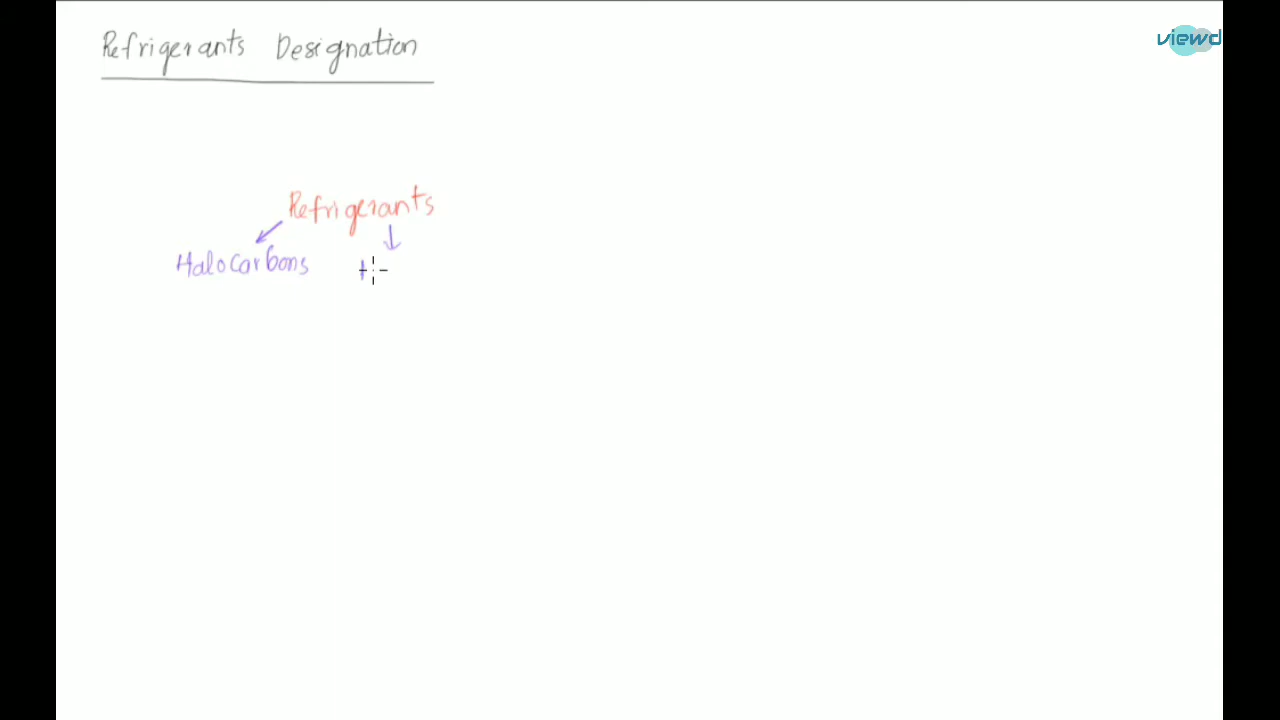 Refrigerants Designation
viewd
Refrigerants
Halocarbons